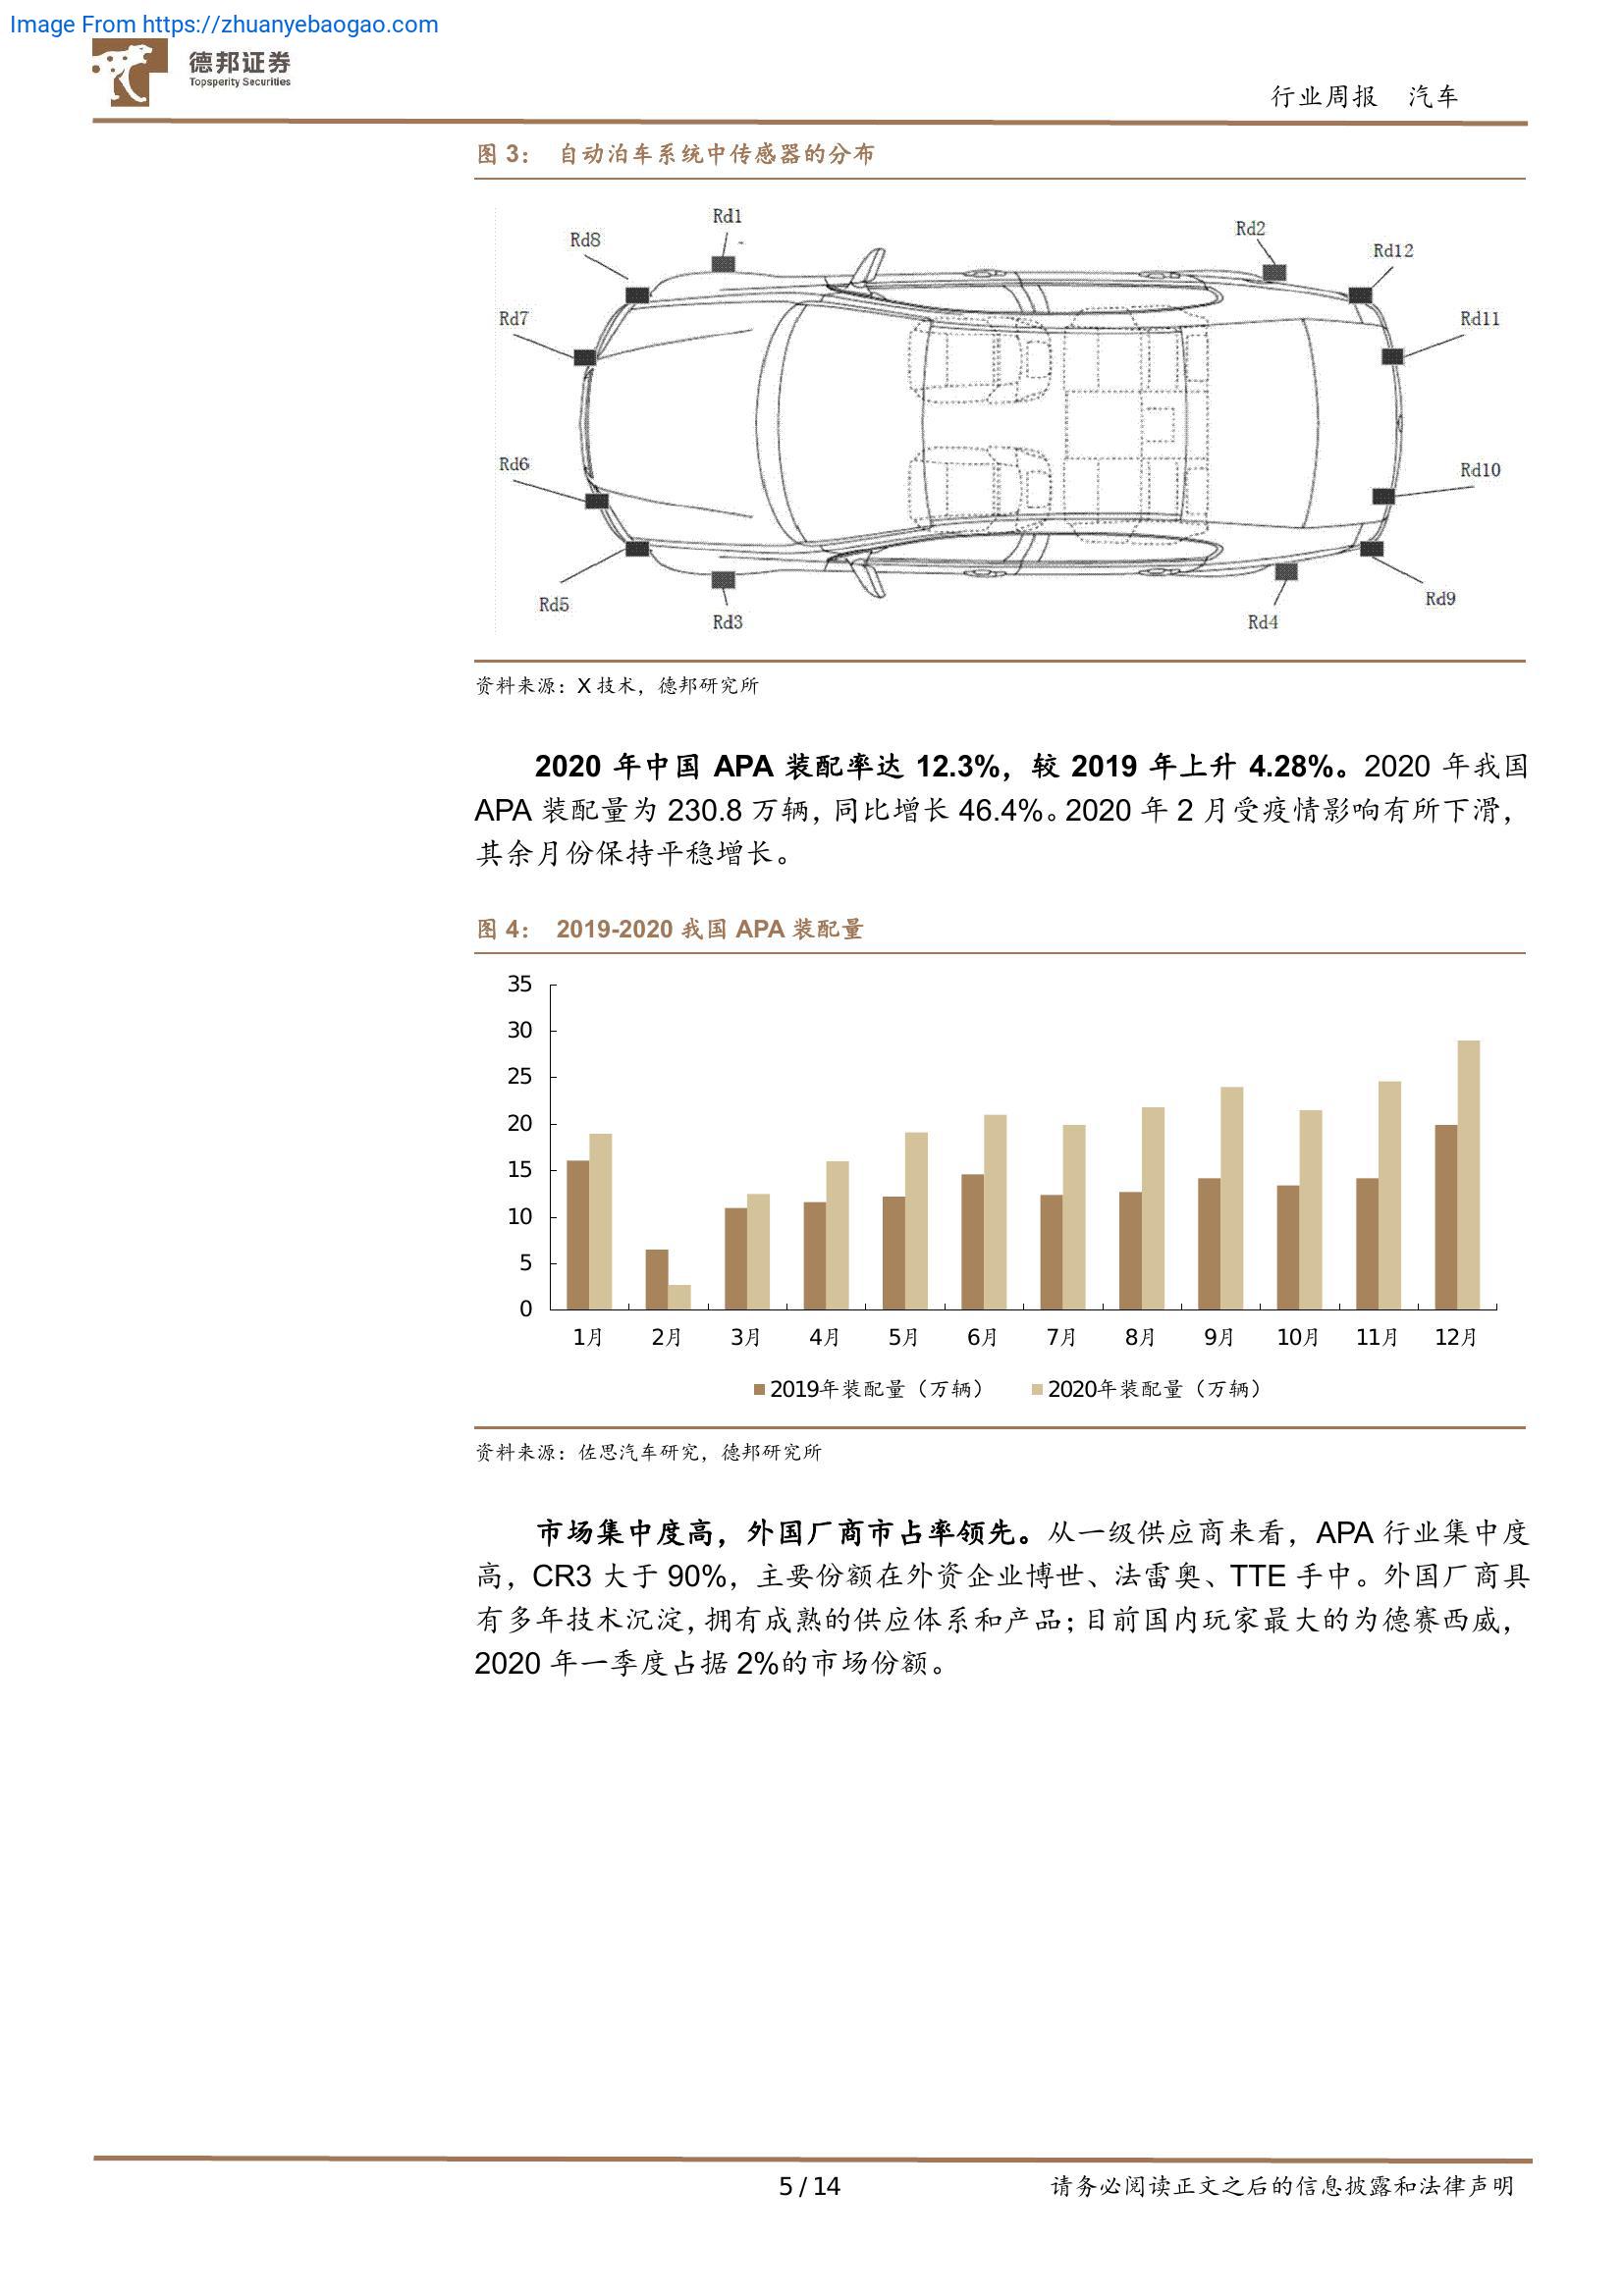 Image From https://zhuanyebaogao.com
德邦证券
Topsperity Securities
行业周报 汽车
图 3： 自动泊车系统中传感器的分布
Rd1
Rd2
Rd8
Rd12
Rd7
Rd11
Rd6
Rd10
Rd5
Rd9
Rd3
Rd4
资料来源：X 技术，德邦研究所
2020 年中国 APA 装配率达 12.3%，较 2019 年上升 4.28%。2020 年我国
APA 装配量为 230.8 万辆，同比增长 46.4%。2020 年 2 月受疫情影响有所下滑，
其余月份保持平稳增长。
图 4： 2019-2020 我国 APA 装配量
35
30
25
20
15
10
5
0
1月 2月 3月 4月 5月 6月 7月 8月 9月 10月 11月 12月
2019年装配量（万辆） 2020年装配量（万辆）
资料来源：佐思汽车研究，德邦研究所
市场集中度高，外国厂商市占率领先。从一级供应商来看，APA 行业集中度
高，CR3 大于 90%，主要份额在外资企业博世、法雷奥、TTE 手中。外国厂商具
有多年技术沉淀，拥有成熟的供应体系和产品；目前国内玩家最大的为德赛西威，
2020 年一季度占据 2%的市场份额。
5 / 14
请务必阅读正文之后的信息披露和法律声明